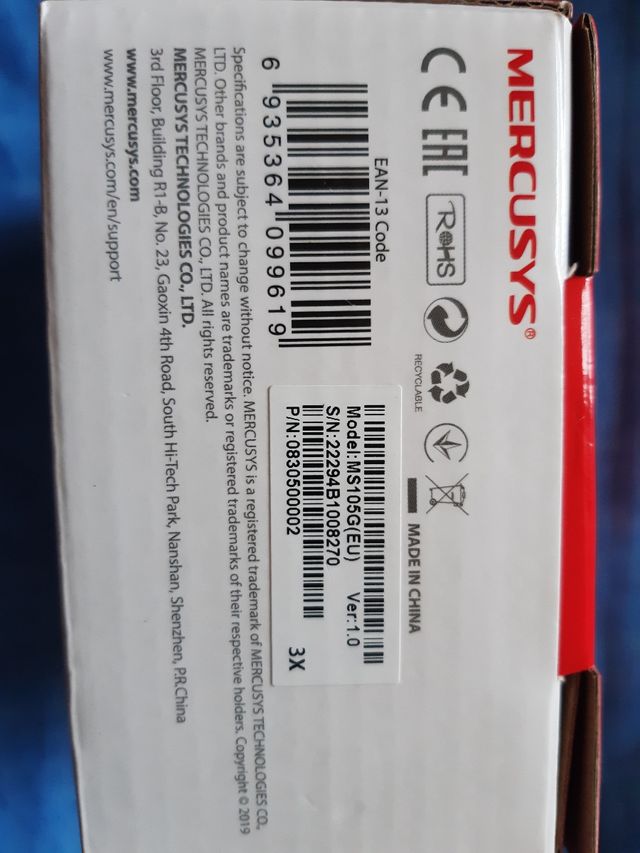 MERCUSYS®
CE EAC RoHS
RECYCLABLE
MADE IN CHINA
EAN-13 Code
6 935364 099619
Model:MS105G(EU) Ver:1.0
S/N:22294B1008270
P/N:0830500002
3X
Specifications are subject to change without notice. MERCUSYS is a registered trademark of MERCUSYS TECHNOLOGIES CO.,
LTD. Other brands and product names are trademarks or registered trademarks of their respective holders. Copyright © 2019
MERCUSYS TECHNOLOGIES CO., LTD. All rights reserved.
MERCUSYS TECHNOLOGIES CO., LTD.
3rd Floor, Building R1-B, No. 23, Gaoxin 4th Road, South Hi-Tech Park, Nanshan, Shenzhen, P.R.China
www.mercusys.com
www.mercusys.com/en/support